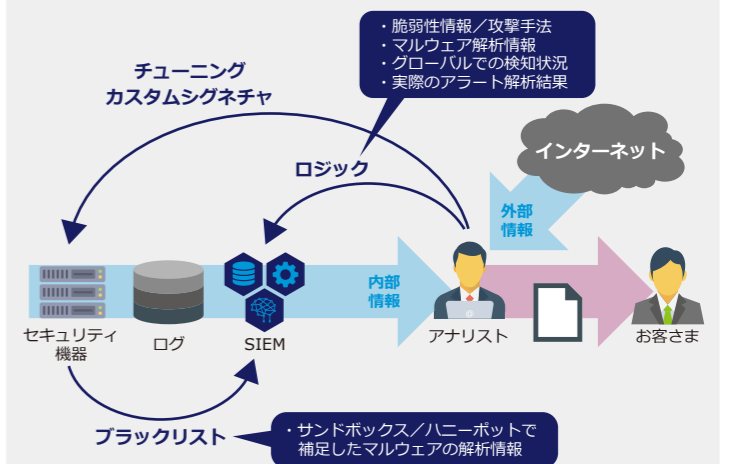 ・脆弱性情報／攻撃手法
・マルウェア解析情報
・グローバルでの検知状況
・実際のアラート解析結果
チューニング
カスタムシグネチャ
インターネット
ロジック
外部
情報
内部
情報
セキュリティ
機器
ログ
SIEM
アナリスト
お客さま
ブラックリスト
・サンドボックス／ハニーポットで
補足したマルウェアの解析情報